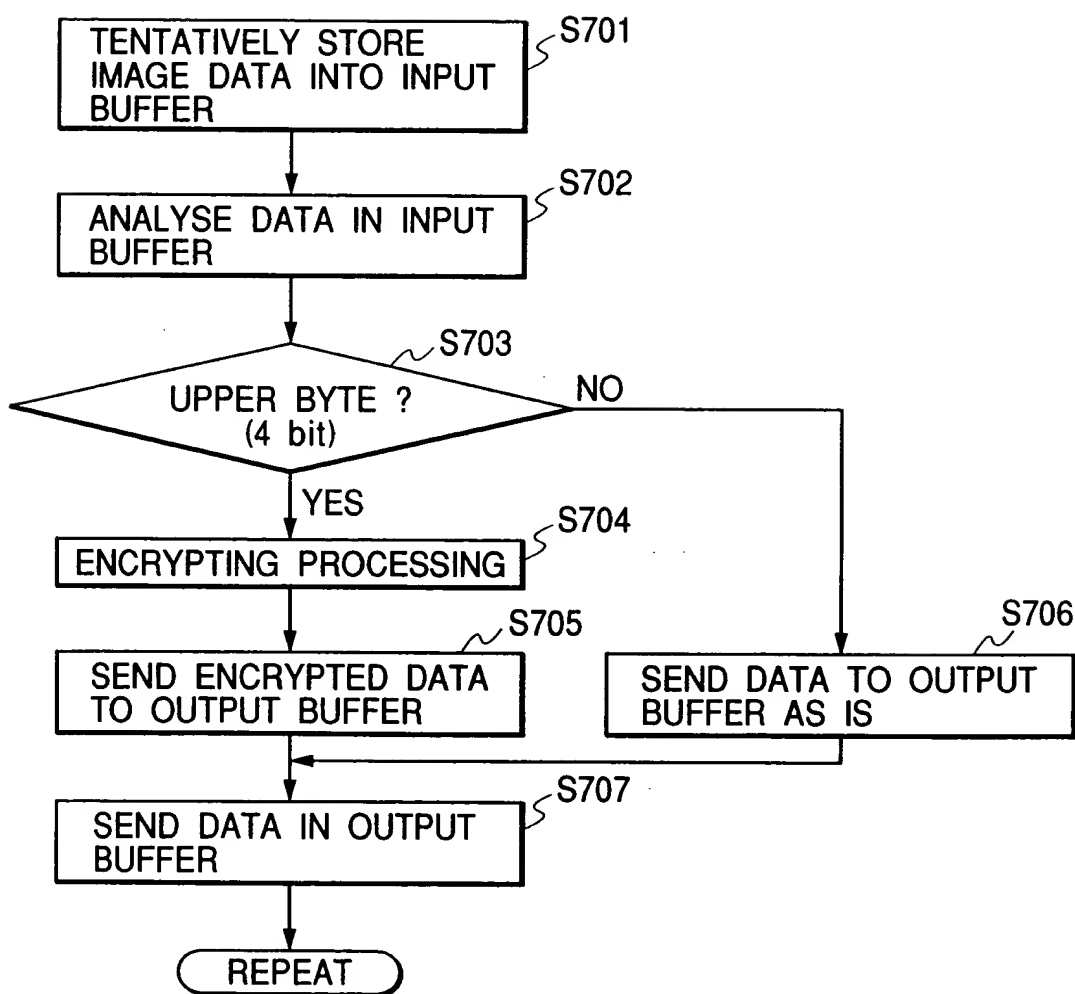 TENTATIVELY STORE
IMAGE DATA INTO INPUT
BUFFER
S701
ANALYSE DATA IN INPUT
BUFFER
S702
UPPER BYTE ?
(4 bit)
S703
NO
YES
ENCRYPTING PROCESSING
S704
SEND ENCRYPTED DATA
TO OUTPUT BUFFER
S705
SEND DATA TO OUTPUT
BUFFER AS IS
S706
SEND DATA IN OUTPUT
BUFFER
S707
REPEAT